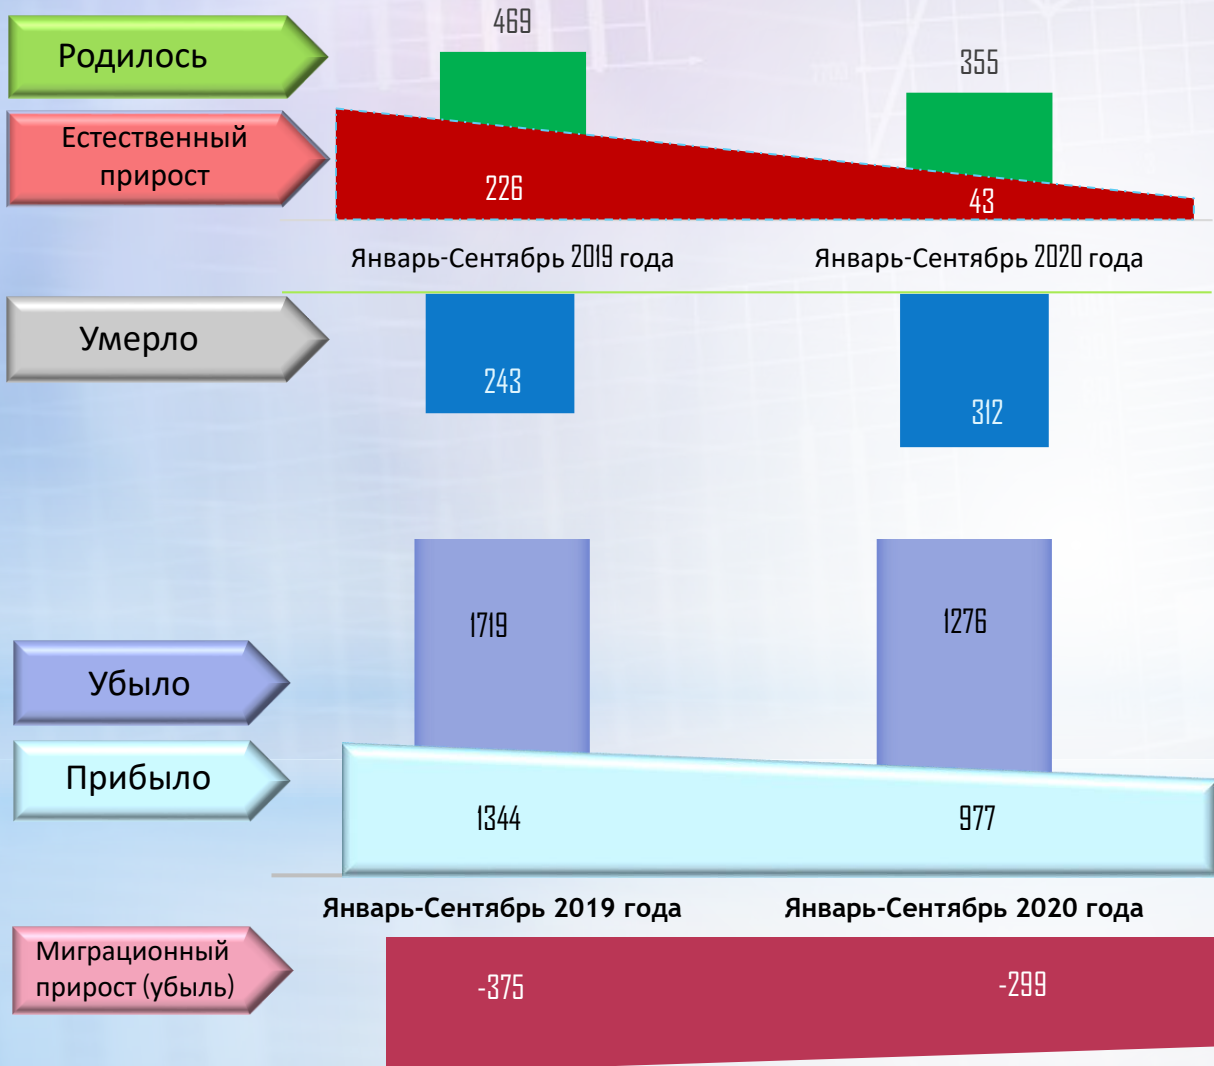 469
Родилось
355
Естественный
прирост
226
43
Январь-Сентябрь 2019 года
Январь-Сентябрь 2020 года
Умерло
243
312
1719
1276
Убыло
Прибыло
1344
977
Январь-Сентябрь 2019 года
Январь-Сентябрь 2020 года
Миграционный
прирост (убыль)
-375
-299